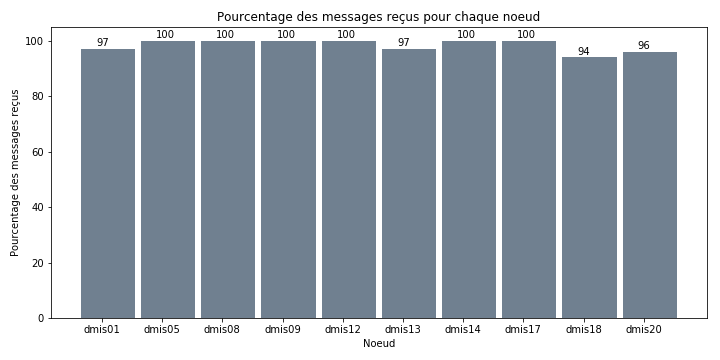 Pourcentage des messages reçus pour chaque noeud
97 100 100 100 100 97 100 100 94 96
Pourcentage des messages reçus
100
80
60
40
20
0
dmis01 dmis05 dmis08 dmis09 dmis12 dmis13 dmis14 dmis17 dmis18 dmis20
Noeud